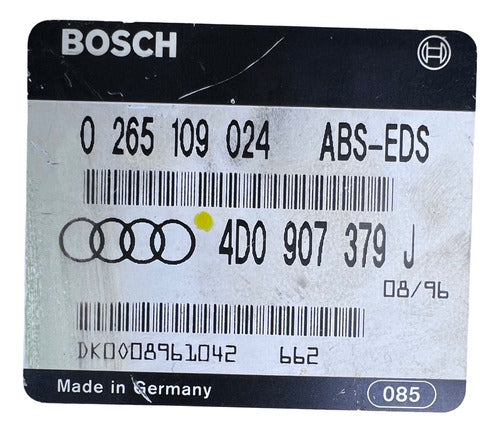 BOSCH
0 265 109 024 ABS-EDS
4D0 907 379 J
08/96
DK0008961042 662
Made in Germany 085